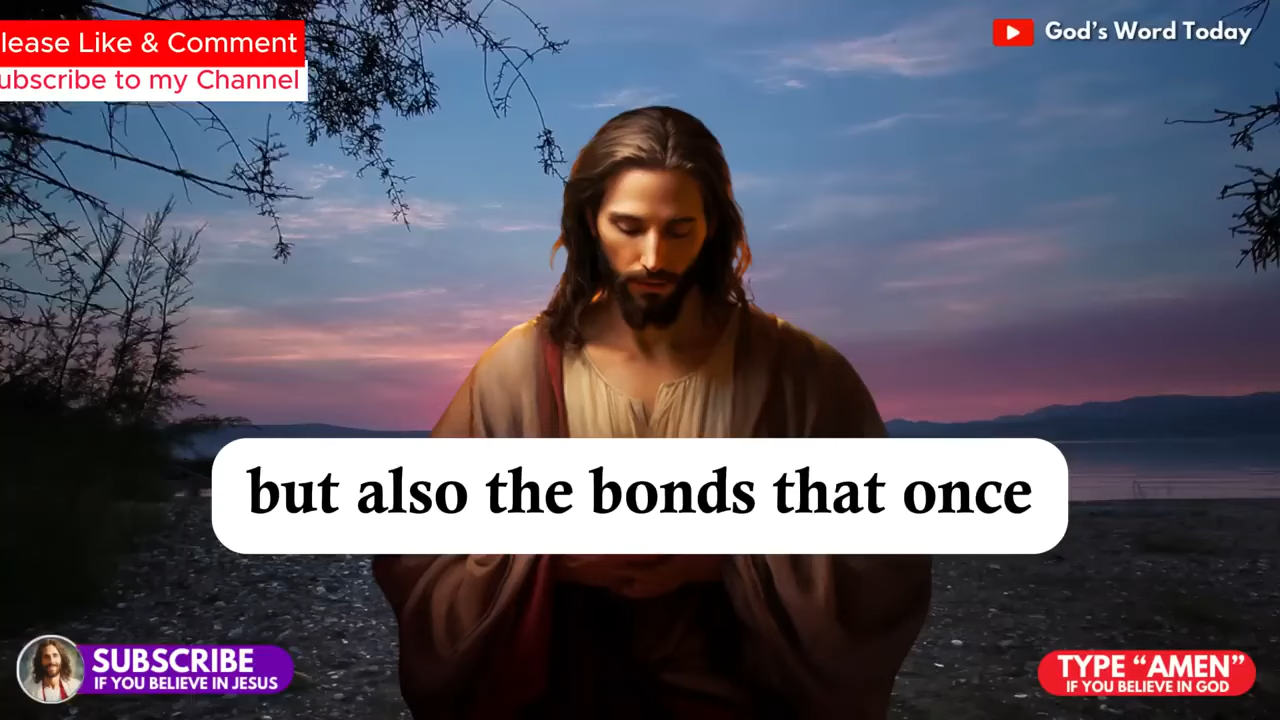 lease Like & Comment
ubscribe to my Channel
God's Word Today
but also the bonds that once
SUBSCRIBE
IF YOU BELIEVE IN JESUS
TYPE “AMEN”
IF YOU BELIEVE IN GOD